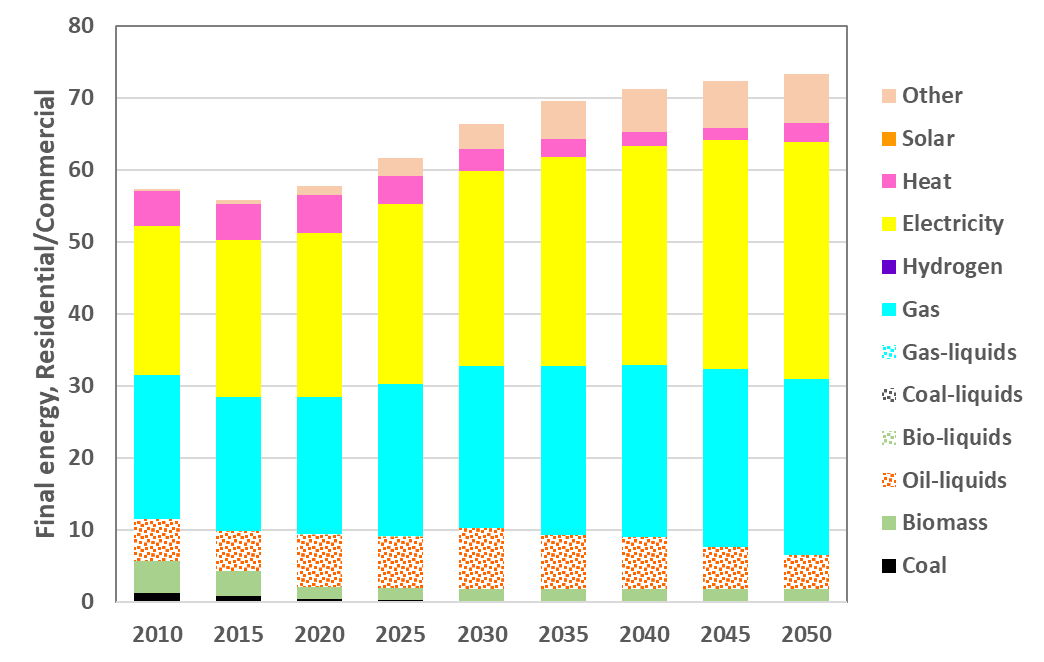 Final energy, Residential/Commercial
80
70
60
50
40
30
20
10
0
2010 2015 2020 2025 2030 2035 2040 2045 2050
Other
Solar
Heat
Electricity
Hydrogen
Gas
Gas-liquids
Coal-liquids
Bio-liquids
Oil-liquids
Biomass
Coal